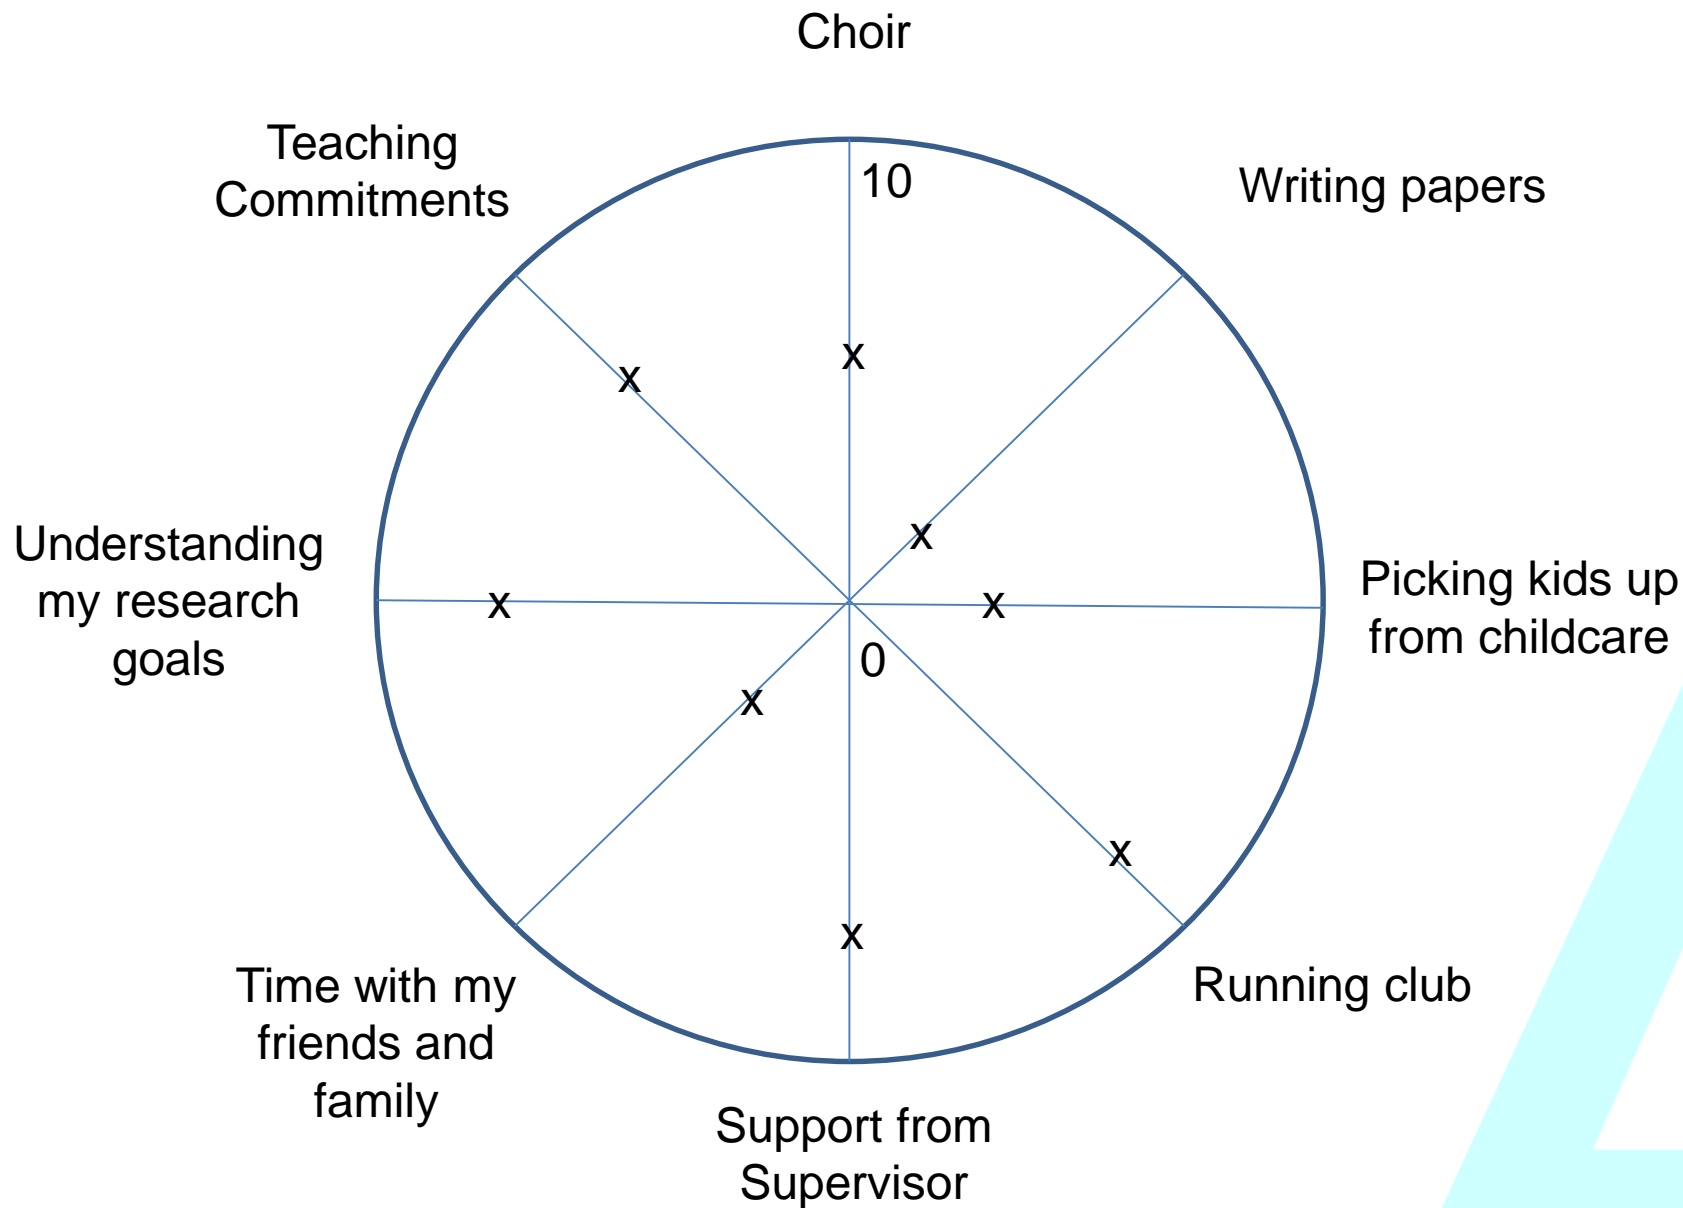 Choir
Teaching
Commitments
10
Writing papers
x
x
x
Understanding
my research
goals
x
x
Picking kids up
from childcare
0
x
x
x
Time with my
friends and
family
Running club
Support from
Supervisor